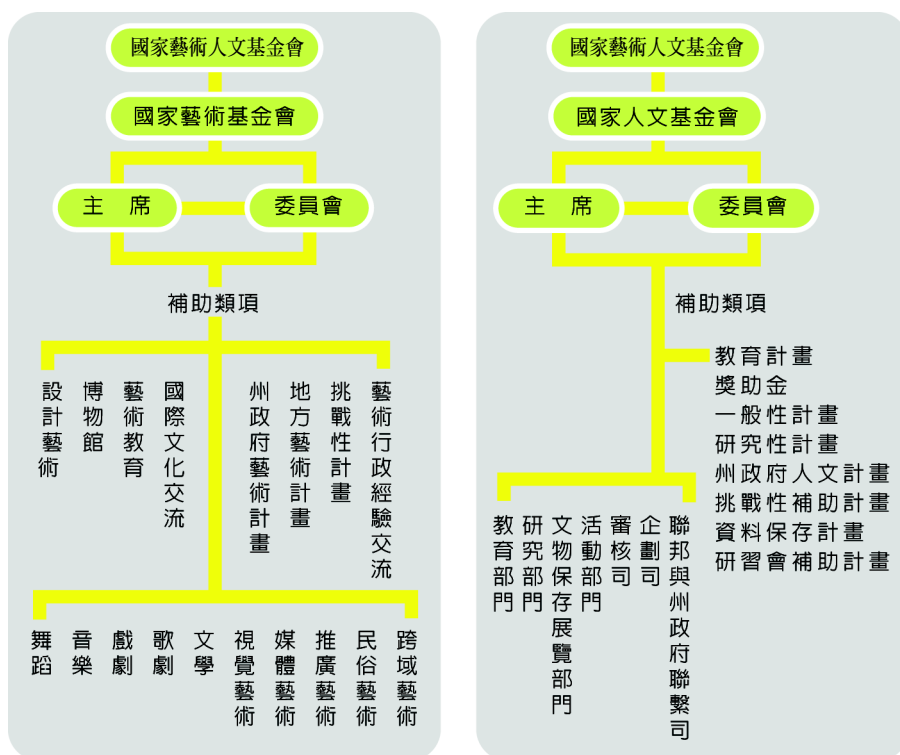 國家藝術人文基金會
國家藝術基金會
主 席
委員會
補助類項
設計藝術
博物館
藝術教育
國際文化交流
州政府藝術計畫
地方藝術計畫
挑戰性計畫
藝術行政經驗交流
舞蹈
音樂
戲劇
歌劇
文學
視覺藝術
媒體藝術
推廣藝術
民俗藝術
跨域藝術
國家藝術人文基金會
國家人文基金會
主 席
委員會
補助類項
教育計畫
獎助金
一般性計畫
研究性計畫
州政府人文計畫
挑戰性補助計畫
資料保存計畫
研習會補助計畫
教育部門
研究部門
文物保存展覽部門
活動部門
審核司
企劃司
聯邦與州政府聯繫司